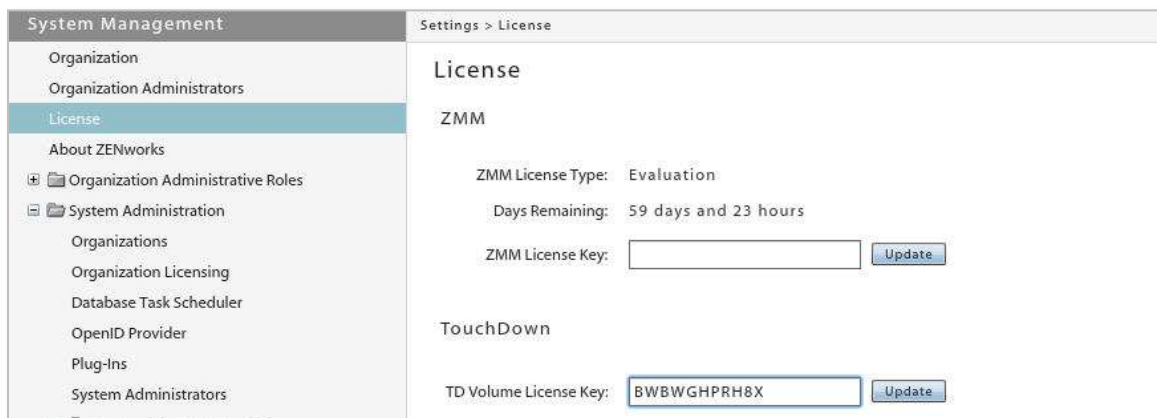 System Management
Organization
Organization Administrators
License
About ZENworks
Organization Administrative Roles
System Administration
Organizations
Organization Licensing
Database Task Scheduler
OpenID Provider
Plug-Ins
System Administrators
Settings > License
License
ZMM
ZMM License Type: Evaluation
Days Remaining: 59 days and 23 hours
ZMM License Key: Update
TouchDown
TD Volume License Key: BWBWGHPRH8X Update